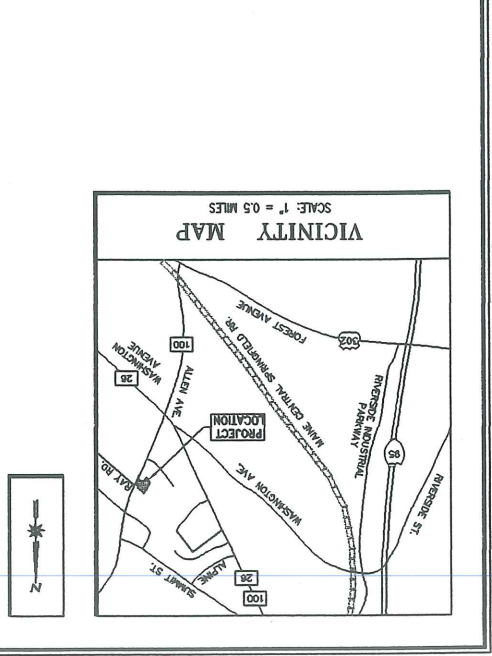 100
26
SUMMIT ST.
ALPINE
N
RIVERSIDE ST.
WASHINGTON AVE.
RAY RD.
95
PROJECT
LOCATION
RIVERSIDE INDUSTRIAL
PARKWAY
MAINE CENTRAL SPRINGFIELD RR.
ALLEN AVE.
26
WASHINGTON
AVENUE
302
100
FOREST AVENUE
VICINITY MAP
SCALE: 1" = 0.5 MILES